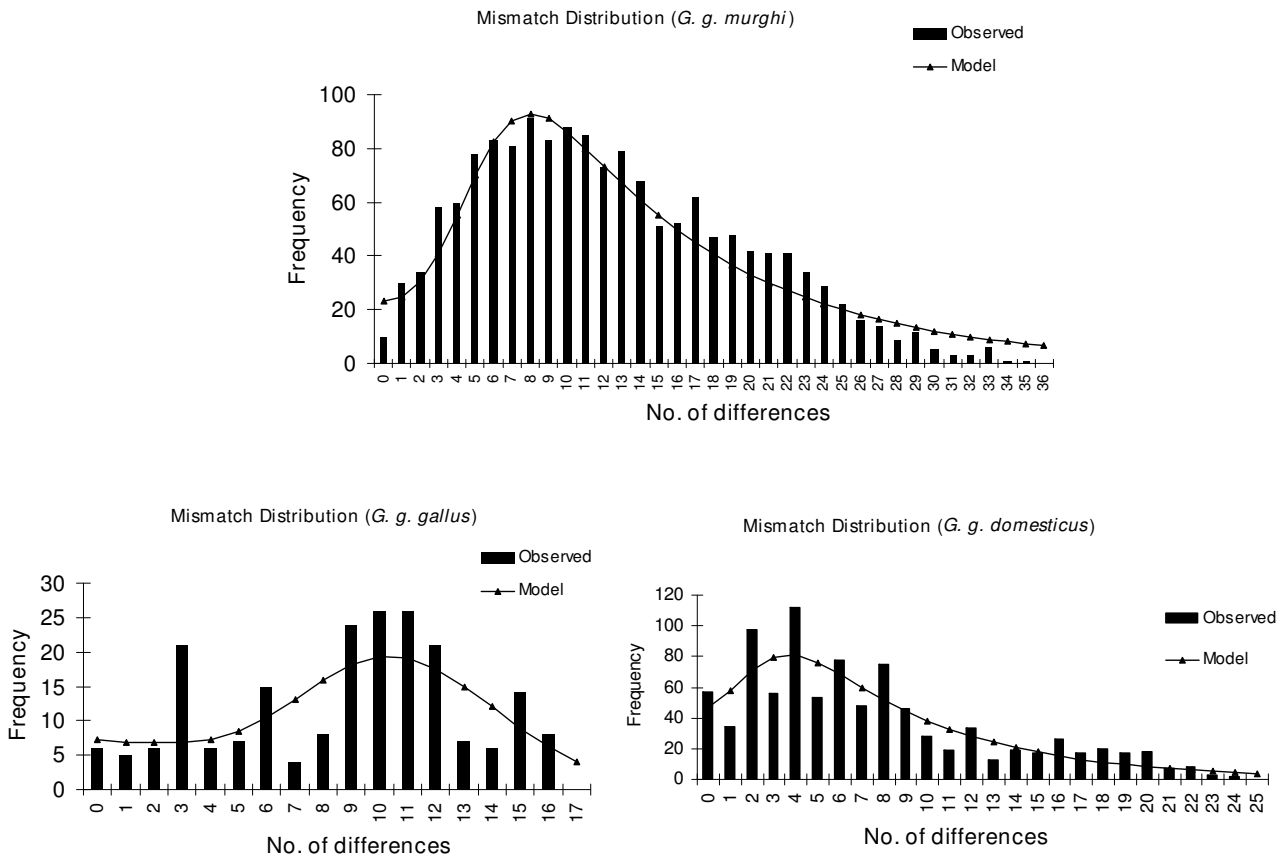 Mismatch Distribution (G. g. murghi)
Observed
Model
Frequency
100
80
60
40
20
0
0 1 2 3 4 5 6 7 8 9 10 11 12 13 14 15 16 17 18 19 20 21 22 23 24 25 26 27 28 29 30 31 32 33 34 35 36
No. of differences
Mismatch Distribution (G. g. gallus)
Observed
Model
Frequency
30
25
20
15
10
5
0
0 1 2 3 4 5 6 7 8 9 10 11 12 13 14 15 16 17
No. of differences
Mismatch Distribution (G. g. domesticus)
Observed
Model
Frequency
120
100
80
60
40
20
0
0 1 2 3 4 5 6 7 8 9 10 11 12 13 14 15 16 17 18 19 20 21 22 23 24 25
No. of differences